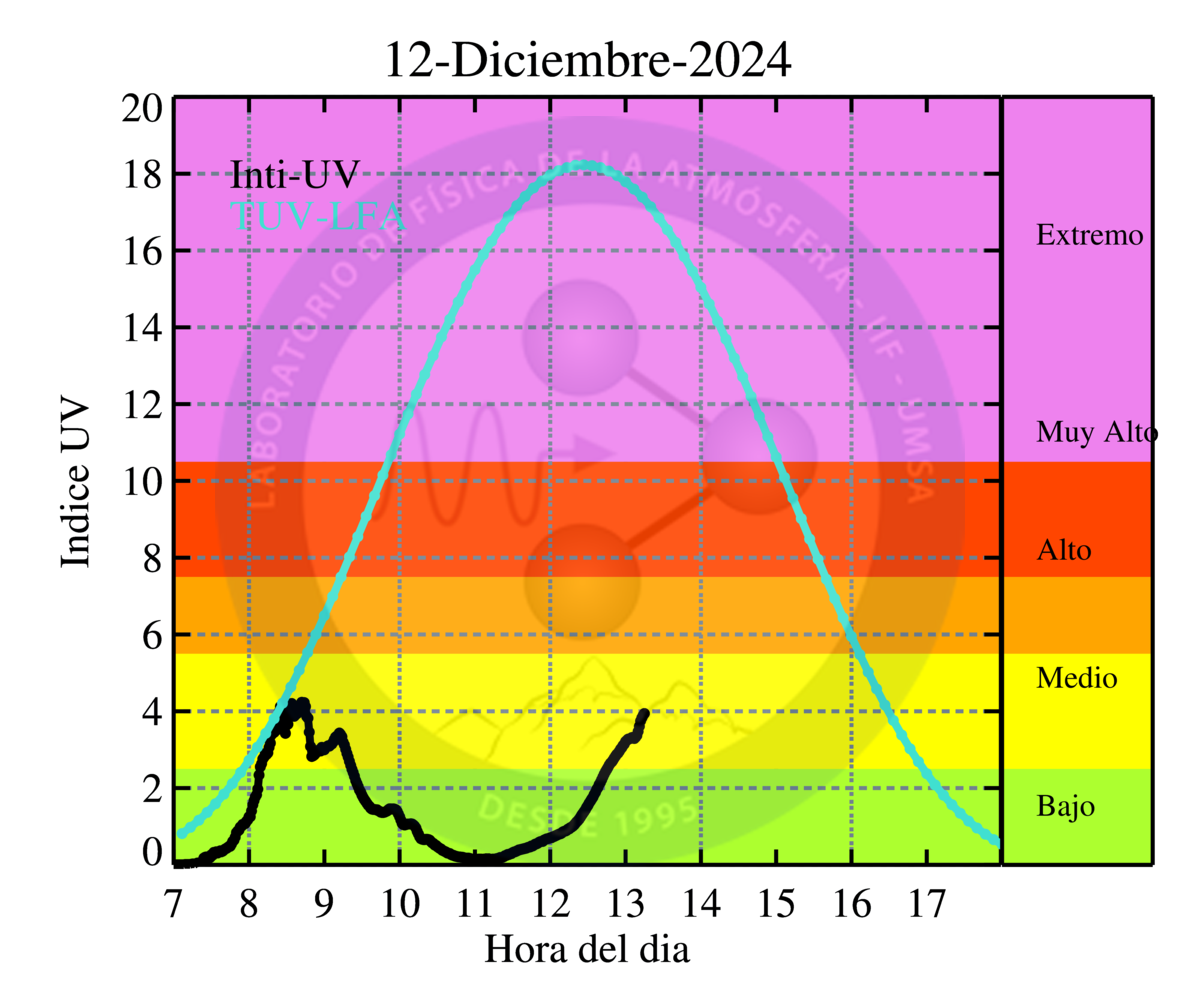 12-Diciembre-2024
20
18
16
14
12
10
8
6
4
2
0
Indice UV
Inti-UV
TUV-LFA
LABORATORIO DE FÍSICA DE LA ATMÓSFERA - IIF - UMSA
DESDE 1995
Extremo
Muy Alto
Alto
Medio
Bajo
7 8 9 10 11 12 13 14 15 16 17
Hora del dia